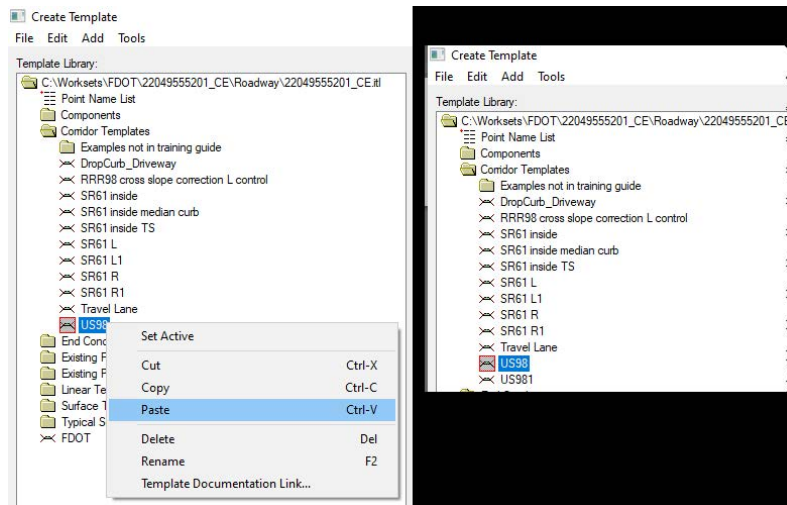 Create Template
File Edit Add Tools
Template Library:
C:\Worksets\FDOT\22049555201_CE\Roadway\22049555201_CE.itl
Point Name List
Components
Corridor Templates
Examples not in training guide
DropCurb_Driveway
RRR98 cross slope correction L control
SR61 inside
SR61 inside median curb
SR61 inside TS
SR61 L
SR61 L1
SR61 R
SR61 R1
Travel Lane
US98
End Cond
Existing F
Existing F
Linear Te
Surface T
Typical S
FDOT
Set Active
Cut Ctrl-X
Copy Ctrl-C
Paste Ctrl-V
Delete Del
Rename F2
Template Documentation Link...
Create Template
File Edit Add Tools
Template Library:
C:\Worksets\FDOT\22049555201_CE\Roadway\22049555201_CE
Point Name List
Components
Corridor Templates
Examples not in training guide
DropCurb_Driveway
RRR98 cross slope correction L control
SR61 inside
SR61 inside median curb
SR61 inside TS
SR61 L
SR61 L1
SR61 R
SR61 R1
Travel Lane
US98
US981